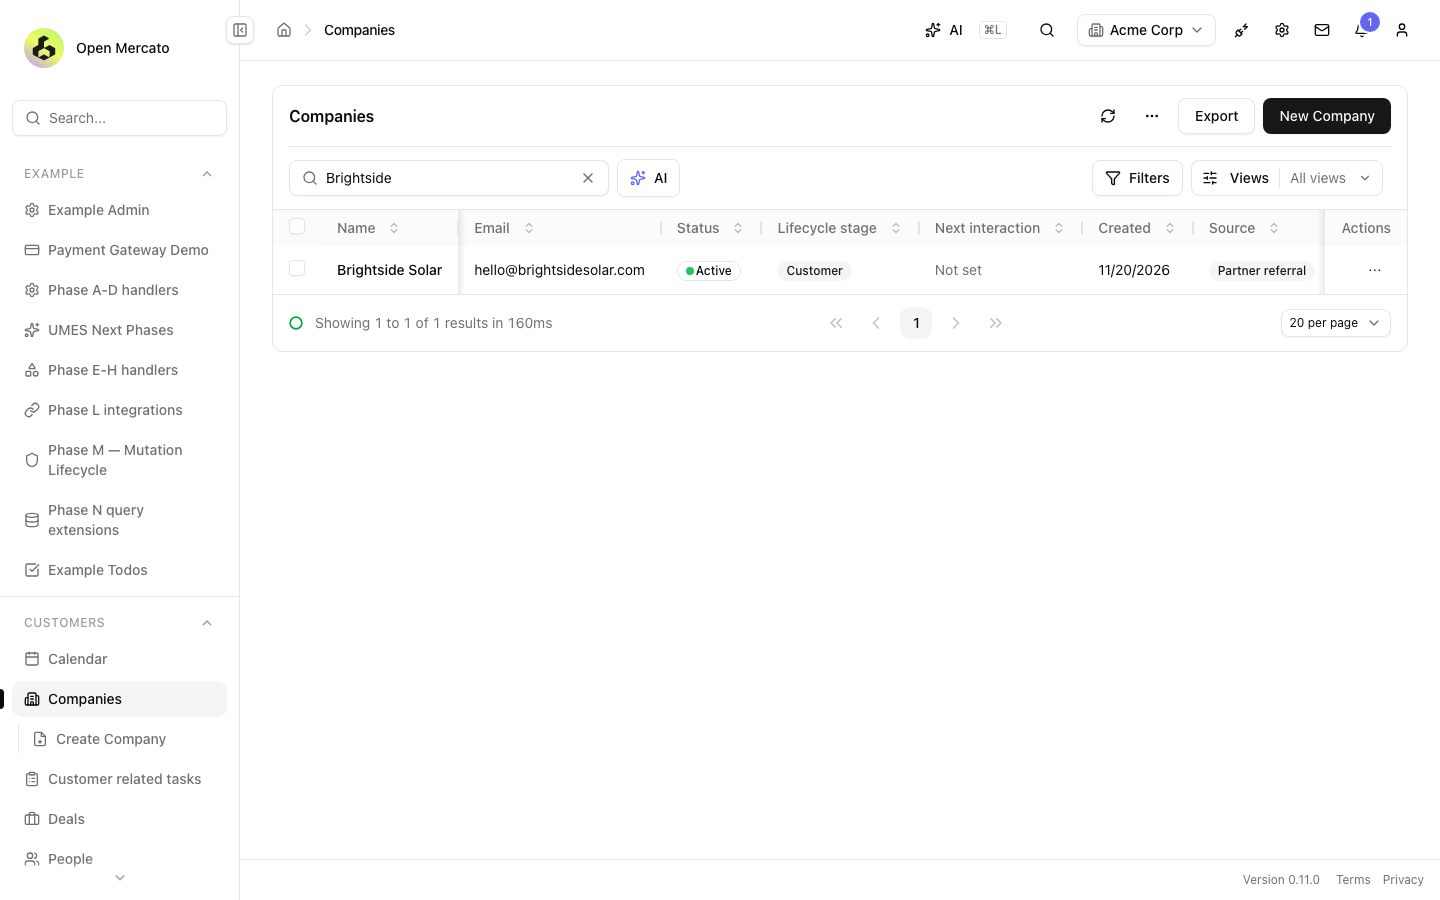 Open Mercato
Search...
EXAMPLE
Example Admin
Payment Gateway Demo
Phase A-D handlers
UMES Next Phases
Phase E-H handlers
Phase L integrations
Phase M — Mutation
Lifecycle
Phase N query
extensions
Example Todos
CUSTOMERS
Calendar
Companies
Create Company
Customer related tasks
Deals
People
Companies
AI ⌘L
Acme Corp
1
Companies
Export
New Company
Brightside
AI
Filters
Views All views
Name Email Status Lifecycle stage Next interaction Created Source Actions
Brightside Solar hello@brightsidesolar.com Active Customer Not set 11/20/2026 Partner referral
Showing 1 to 1 of 1 results in 160ms
1
20 per page
Version 0.11.0 Terms Privacy